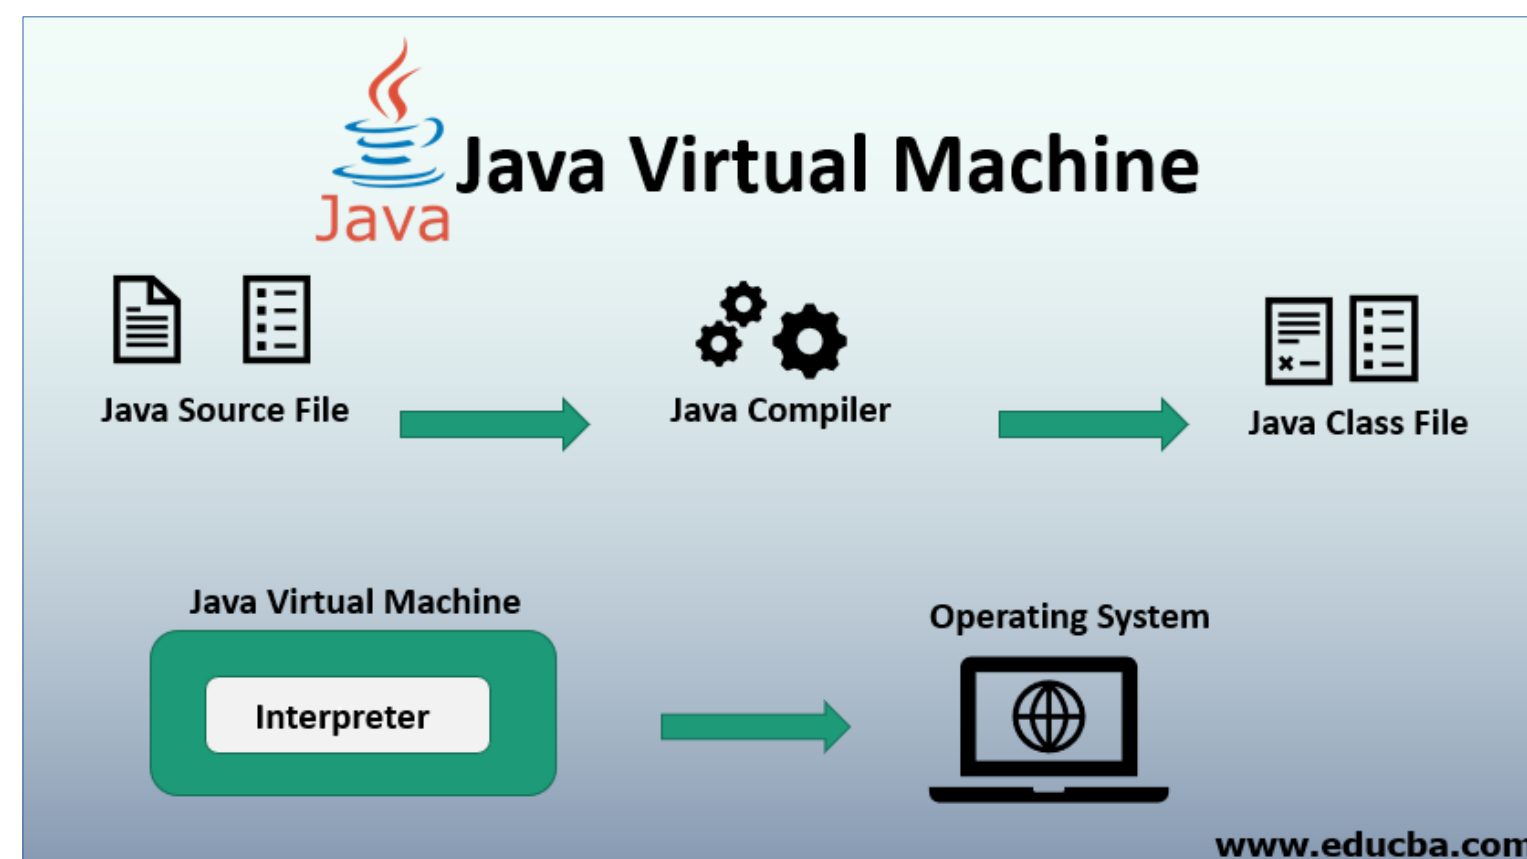 Java Virtual Machine
Java
Java Source File
Java Compiler
Java Class File
Java Virtual Machine
Interpreter
Operating System
www.educba.com